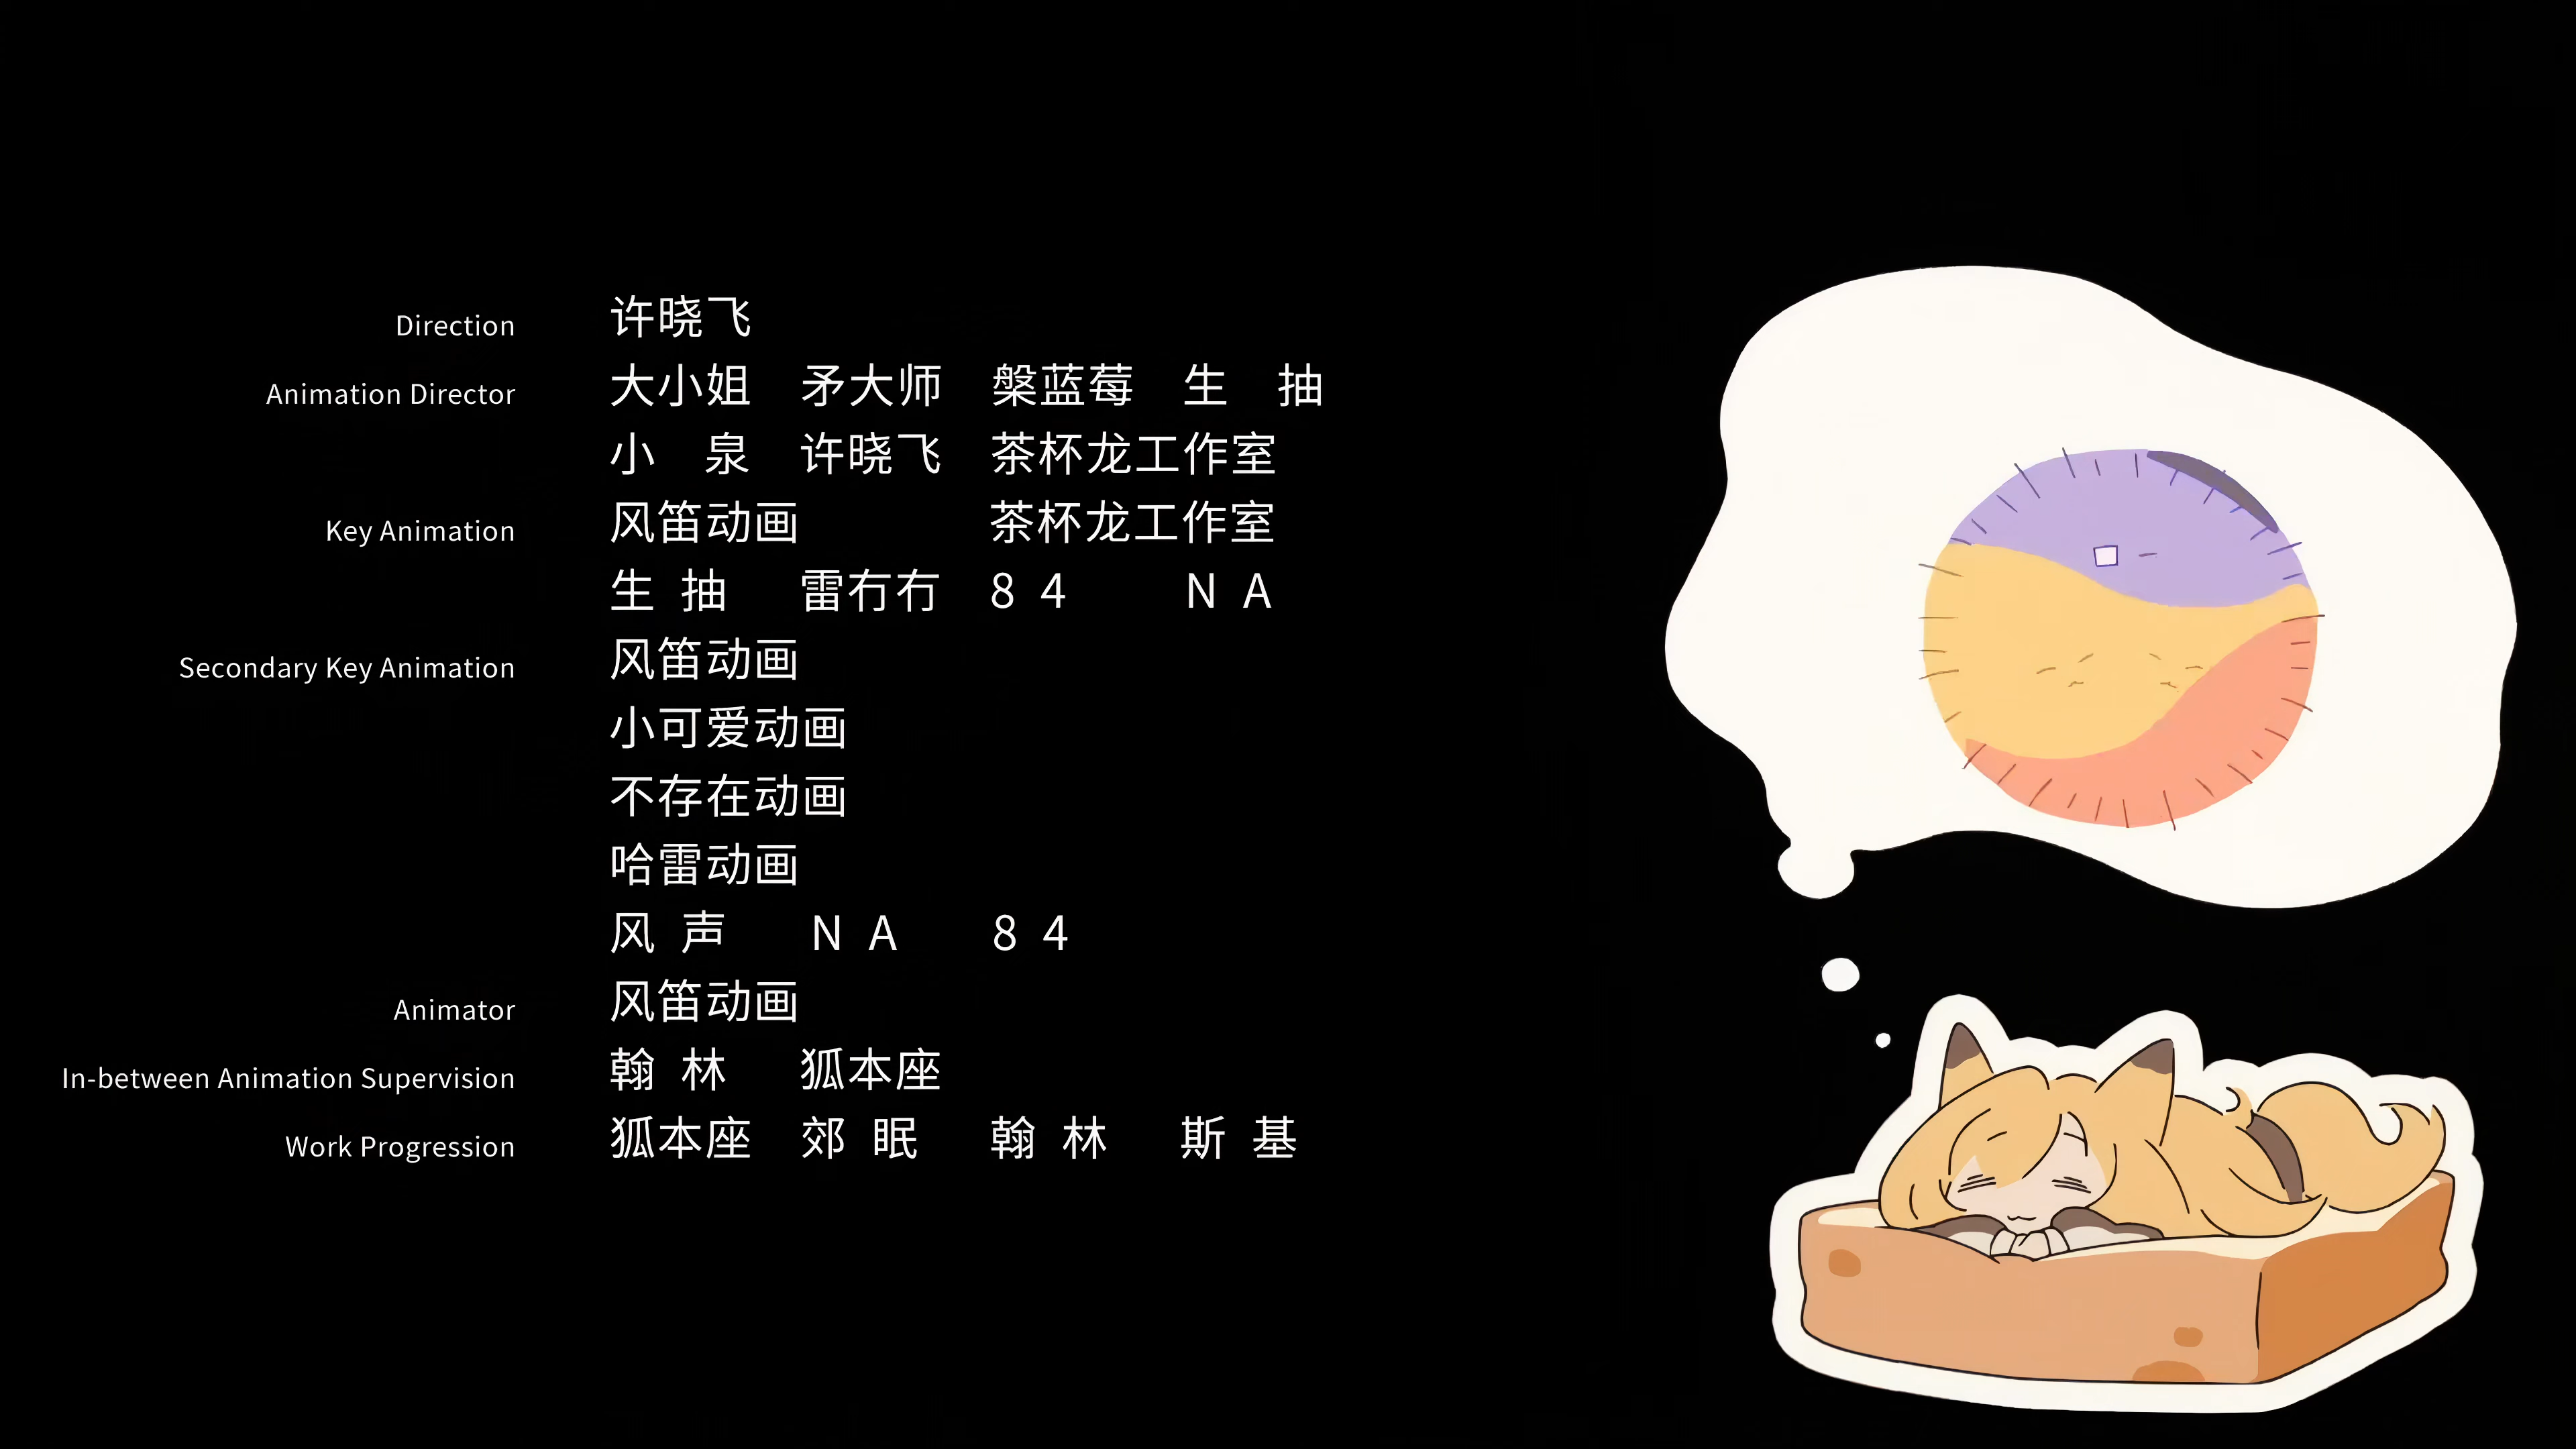 Direction 许晓飞
Animation Director 大小姐 矛大师 槃蓝莓 生 抽
小 泉 许晓飞 茶杯龙工作室
Key Animation 风笛动画 茶杯龙工作室
生 抽 雷冇冇 8 4 N A
Secondary Key Animation 风笛动画
小可爱动画
不存在动画
哈雷动画
风 声 N A 8 4
Animator 风笛动画
In-between Animation Supervision 翰 林 狐本座
Work Progression 狐本座 郊 眠 翰 林 斯 基